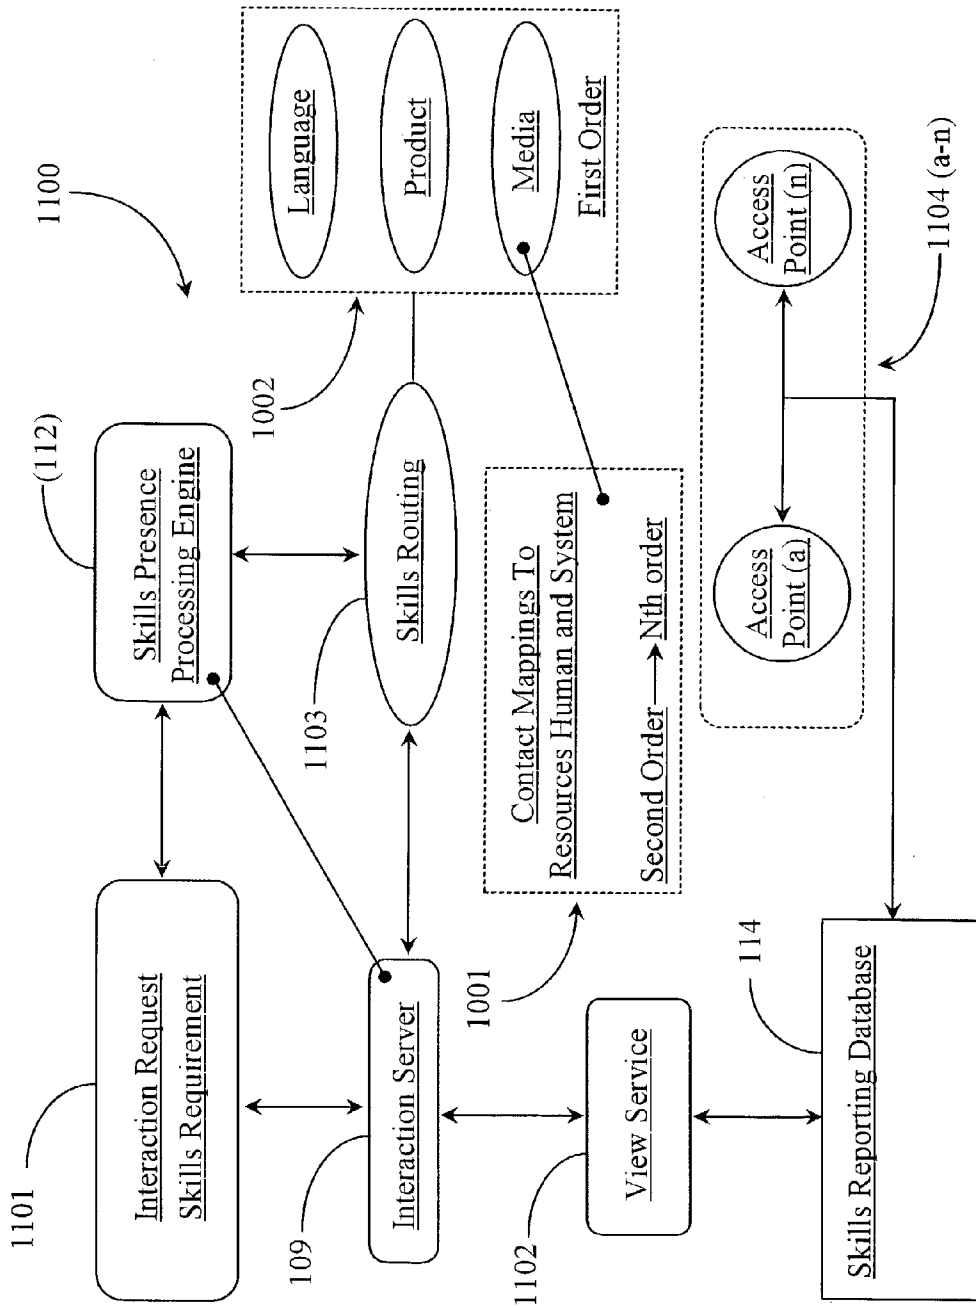 1100
1101
Interaction Request
Skills Requirement
(112)
Skills Presence
Processing Engine
1002
Language
Product
Media
First Order
109
Interaction Server
1103
Skills Routing
1001
Contact Mappings To
Resources Human and System
Second Order
Nth order
1102
View Service
114
Skills Reporting Database
Access
Point (a)
Access
Point (n)
1104 (a-n)